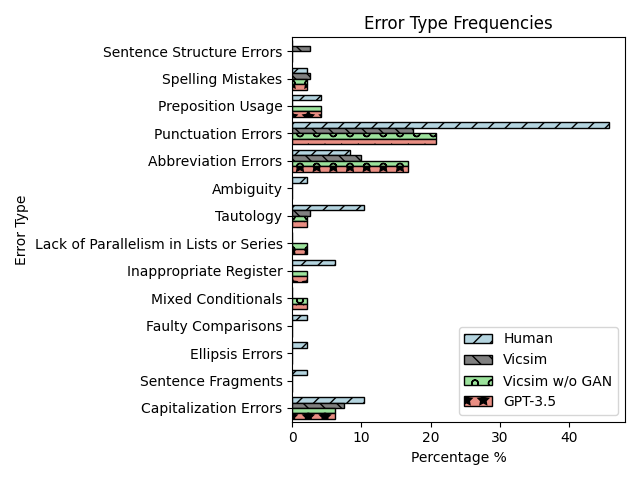 Error Type Frequencies
Sentence Structure Errors
Spelling Mistakes
Preposition Usage
Punctuation Errors
Abbreviation Errors
Ambiguity
Tautology
Lack of Parallelism in Lists or Series
Inappropriate Register
Mixed Conditionals
Faulty Comparisons
Ellipsis Errors
Sentence Fragments
Capitalization Errors
Error Type
Human
Vicsim
Vicsim w/o GAN
GPT-3.5
0 10 20 30 40
Percentage %